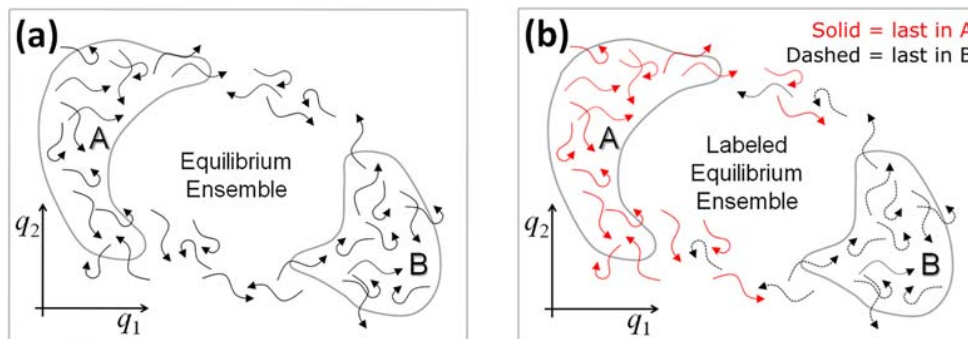 (a)
A
Equilibrium
Ensemble
q2
q1
B
(b)
Solid = last in A
Dashed = last in B
A
Labeled
Equilibrium
Ensemble
q2
q1
B